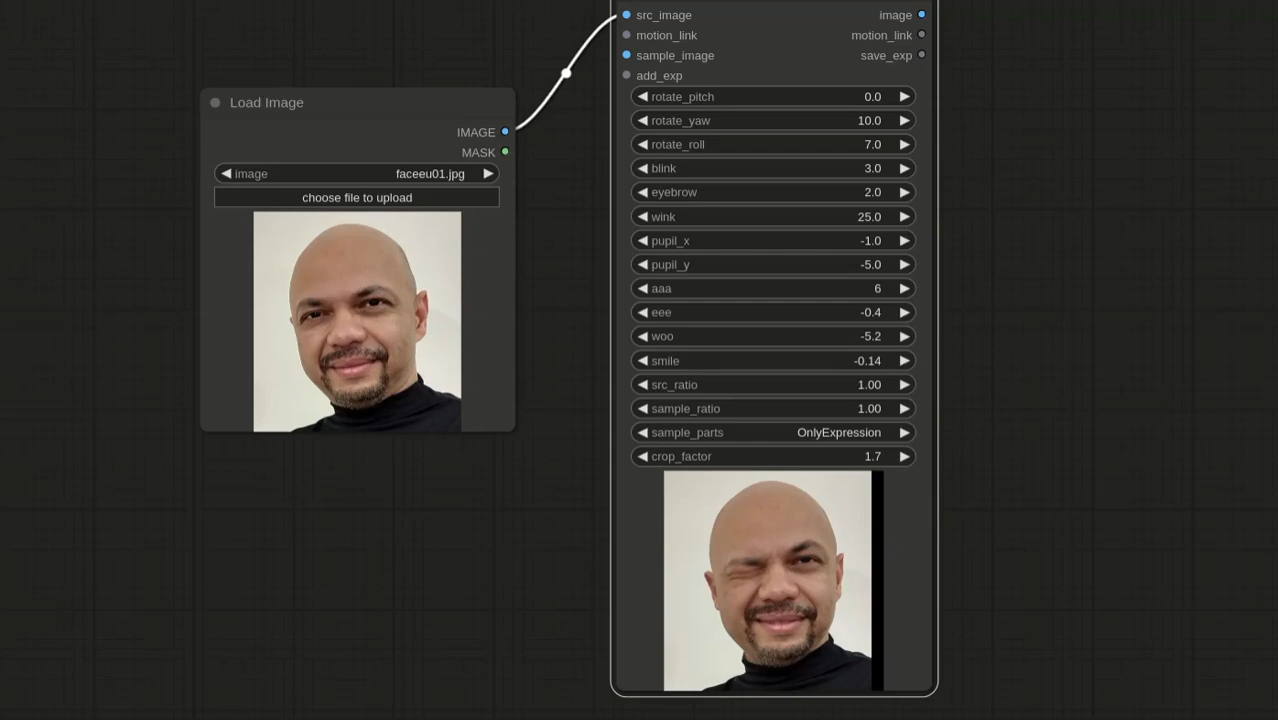 src_image image
motion_link motion_link
sample_image save_exp
add_exp
Load Image
IMAGE
MASK
image faceeu01.jpg
choose file to upload
rotate_pitch 0.0
rotate_yaw 10.0
rotate_roll 7.0
blink 3.0
eyebrow 2.0
wink 25.0
pupil_x -1.0
pupil_y -5.0
aaa 6
eee -0.4
woo -5.2
smile -0.14
src_ratio 1.00
sample_ratio 1.00
sample_parts OnlyExpression
crop_factor 1.7